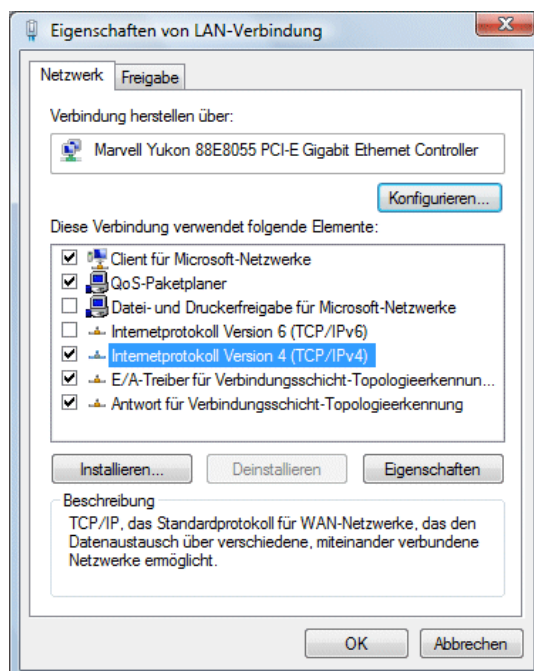 Eigenschaften von LAN-Verbindung
Netzwerk Freigabe
Verbindung herstellen über:
Marvell Yukon 88E8055 PCI-E Gigabit Ethernet Controller
Konfigurieren...
Diese Verbindung verwendet folgende Elemente:
Client für Microsoft-Netzwerke
QoS-Paketplaner
Datei- und Druckerfreigabe für Microsoft-Netzwerke
Internetprotokoll Version 6 (TCP/IPv6)
Internetprotokoll Version 4 (TCP/IPv4)
E/A-Treiber für Verbindungsschicht-Topologieerkennun...
Antwort für Verbindungsschicht-Topologieerkennung
Installieren... Deinstallieren Eigenschaften
Beschreibung
TCP/IP, das Standardprotokoll für WAN-Netzwerke, das den
Datenaustausch über verschiedene, miteinander verbundene
Netzwerke ermöglicht.
OK Abbrechen